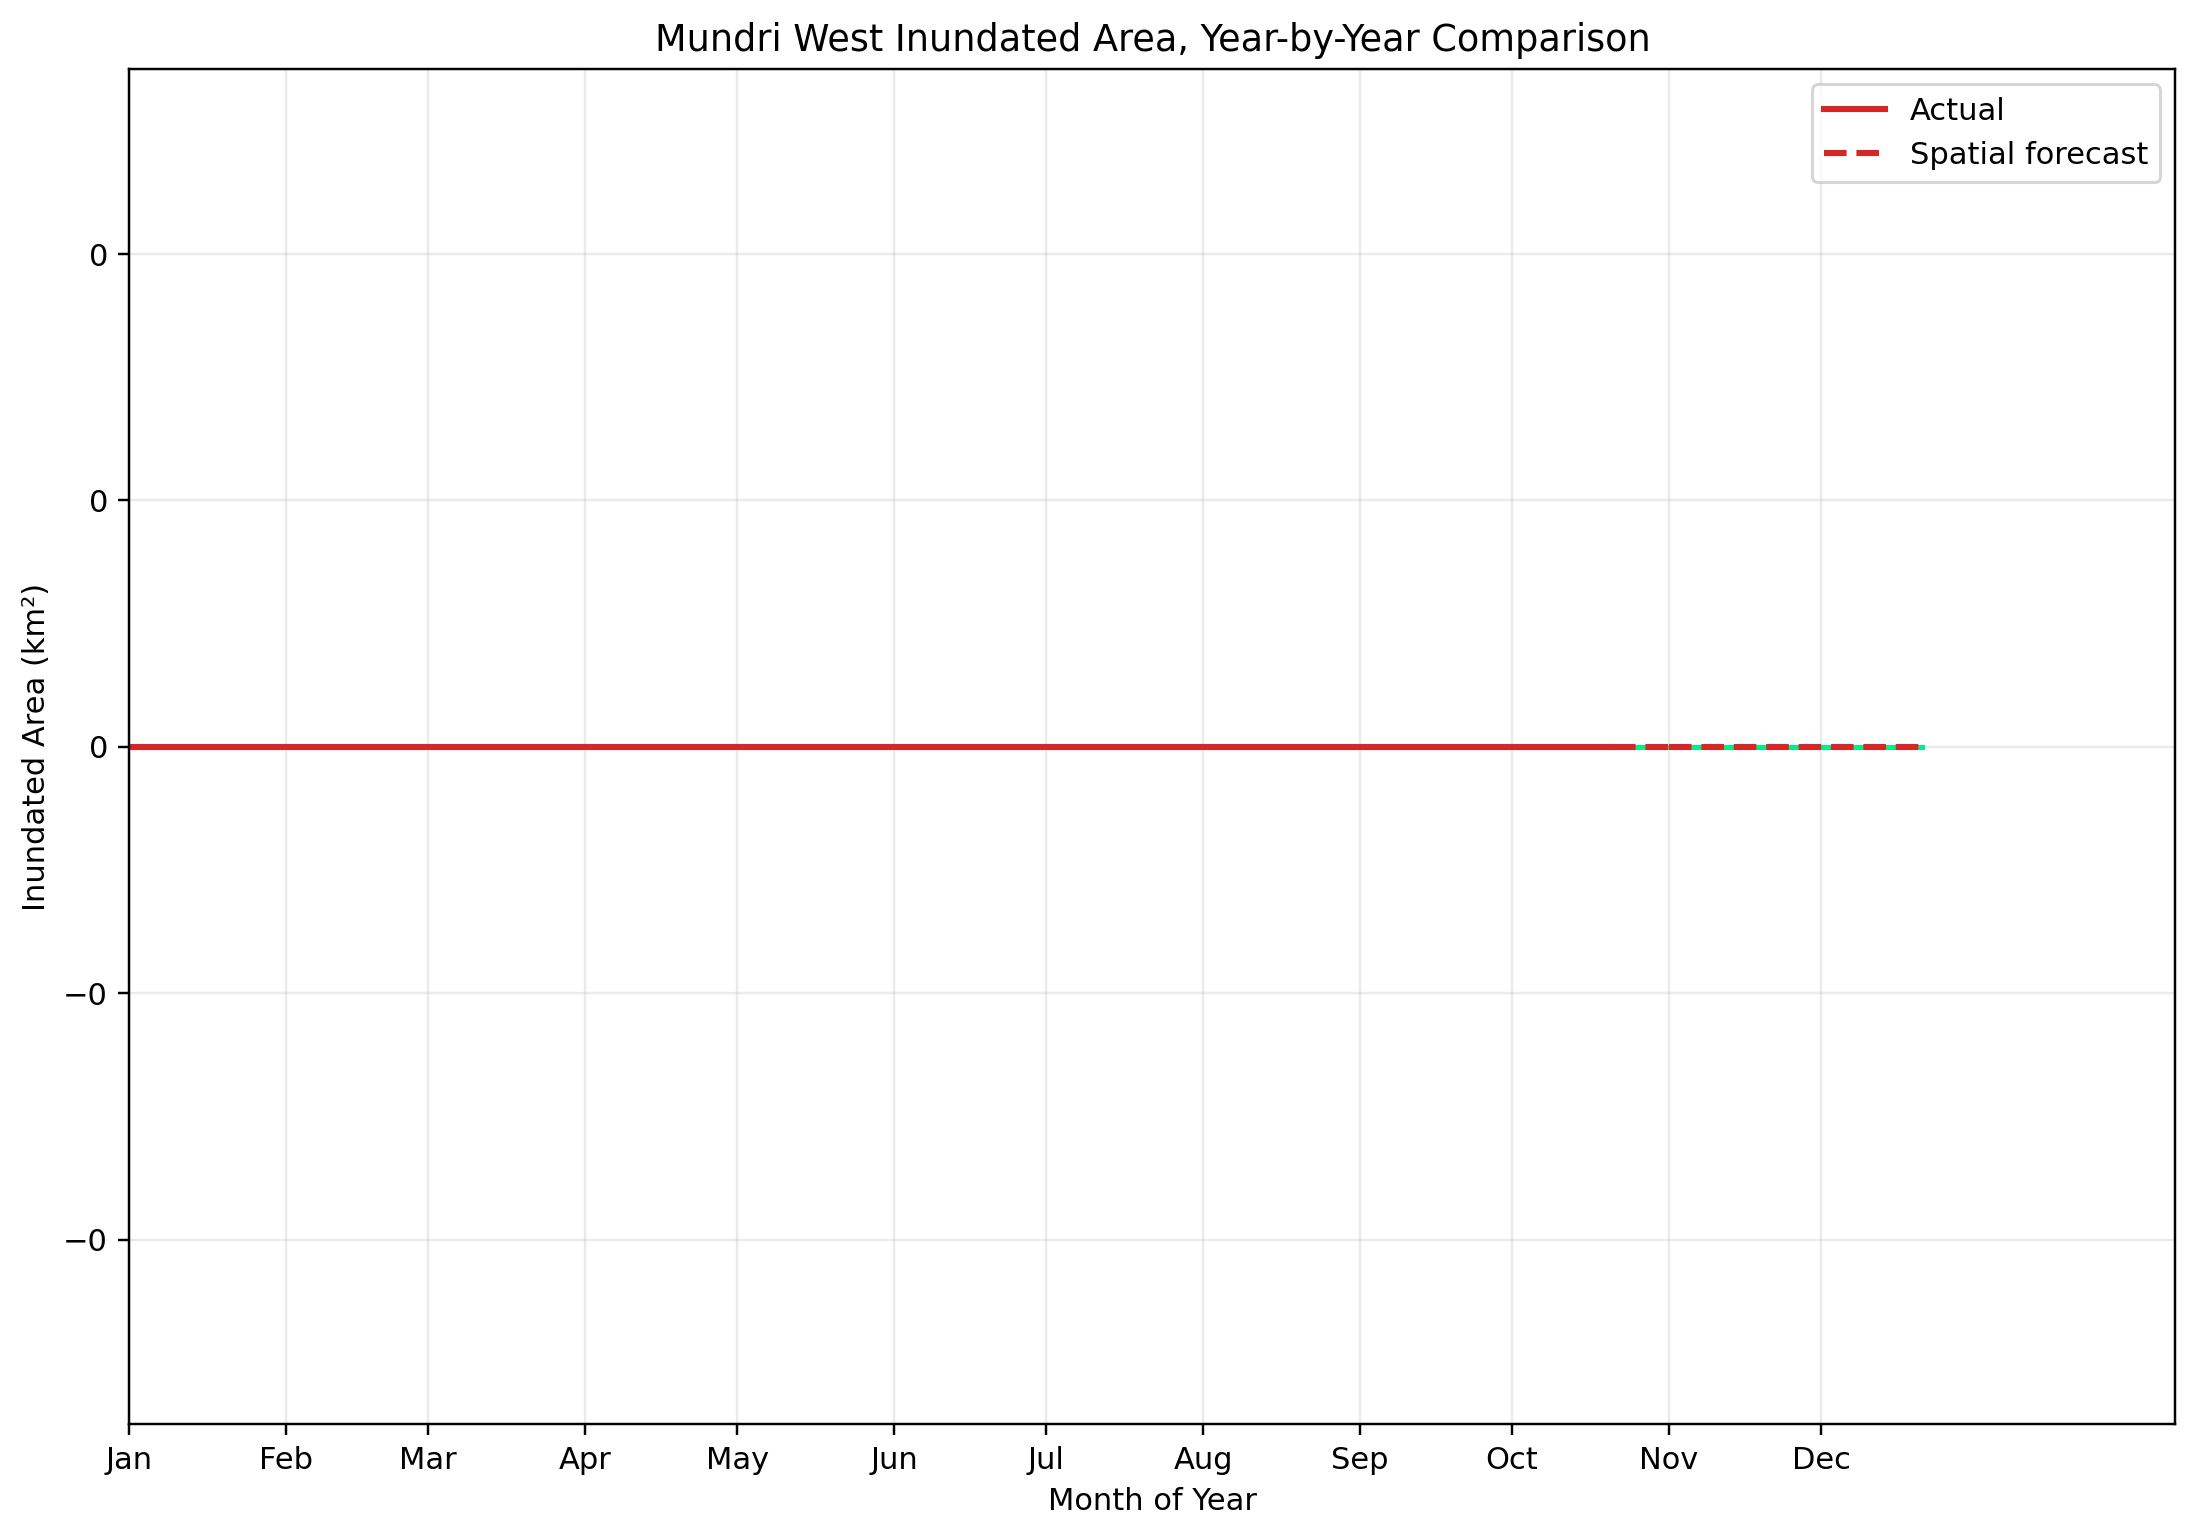 Mundri West Inundated Area, Year-by-Year Comparison
Actual
Spatial forecast
0
0
0
−0
−0
Inundated Area (km²)
Jan Feb Mar Apr May Jun Jul Aug Sep Oct Nov Dec
Month of Year